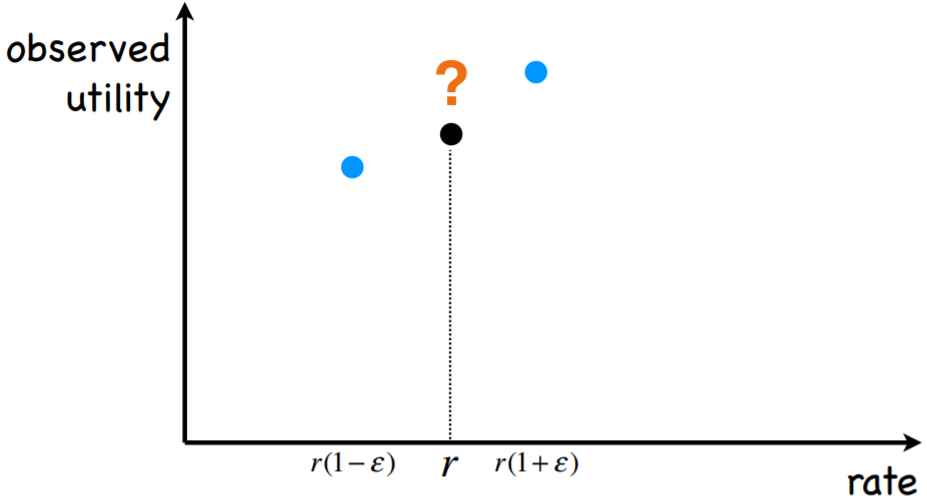 observed
utility
?
r(1−ε)
r
r(1+ε)
rate